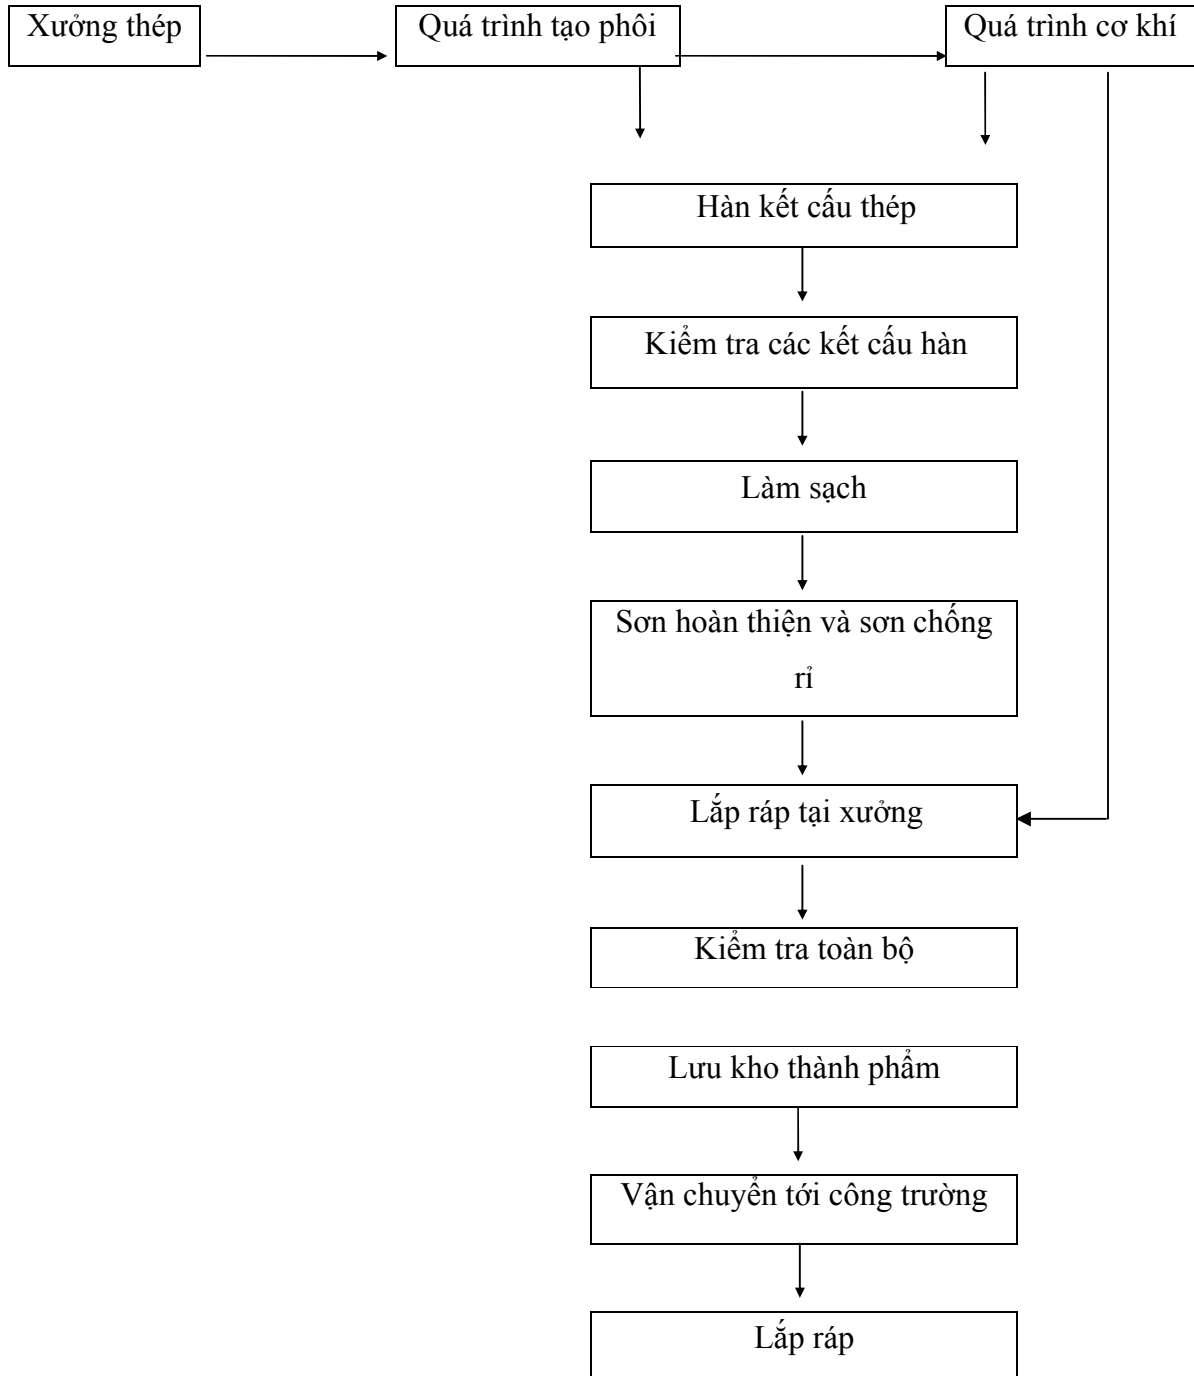 Xưởng thép
Quá trình tạo phôi
Quá trình cơ khí
Hàn kết cấu thép
Kiểm tra các kết cấu hàn
Làm sạch
Sơn hoàn thiện và sơn chống
rỉ
Lắp ráp tại xưởng
Kiểm tra toàn bộ
Lưu kho thành phẩm
Vận chuyển tới công trường
Lắp ráp